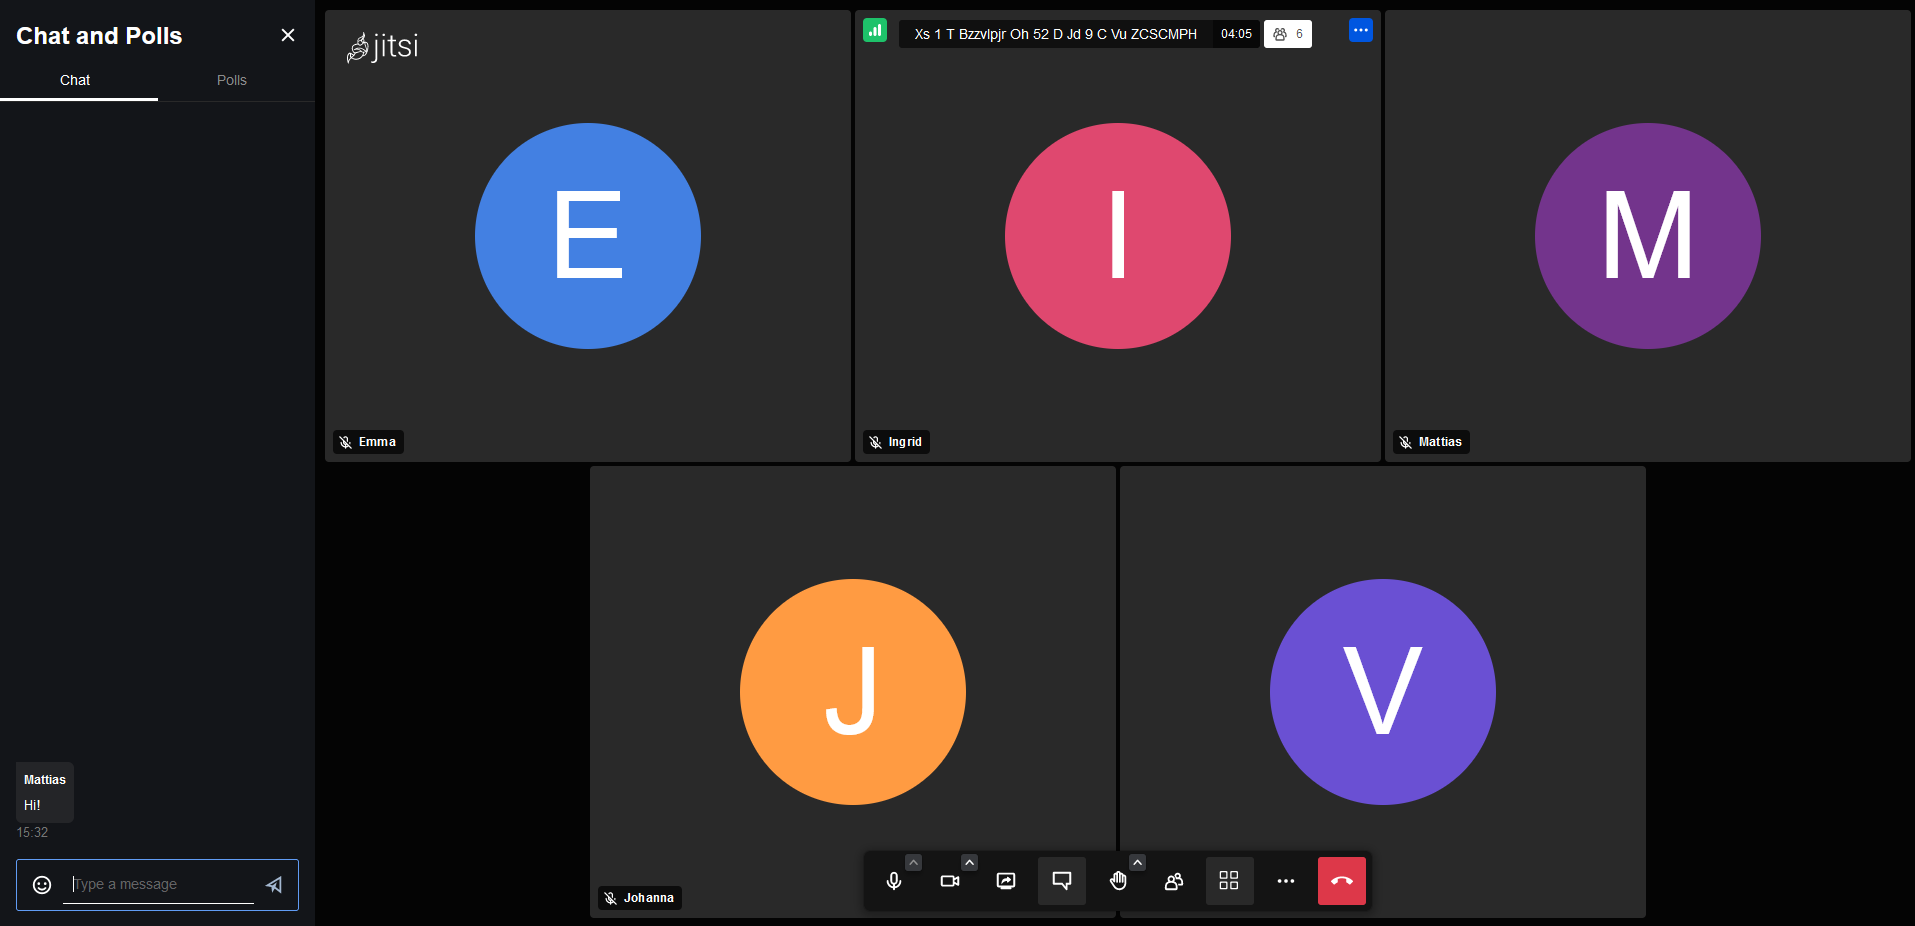 Chat and Polls
Chat
Polls
Mattias
Hi!
15:32
Type a message
jitsi
Xs 1 T Bzzvlpjr Oh 52 D Jd 9 C Vu ZCSCMPH
04:05
6
E
Emma
I
Ingrid
M
Mattias
J
Johanna
V